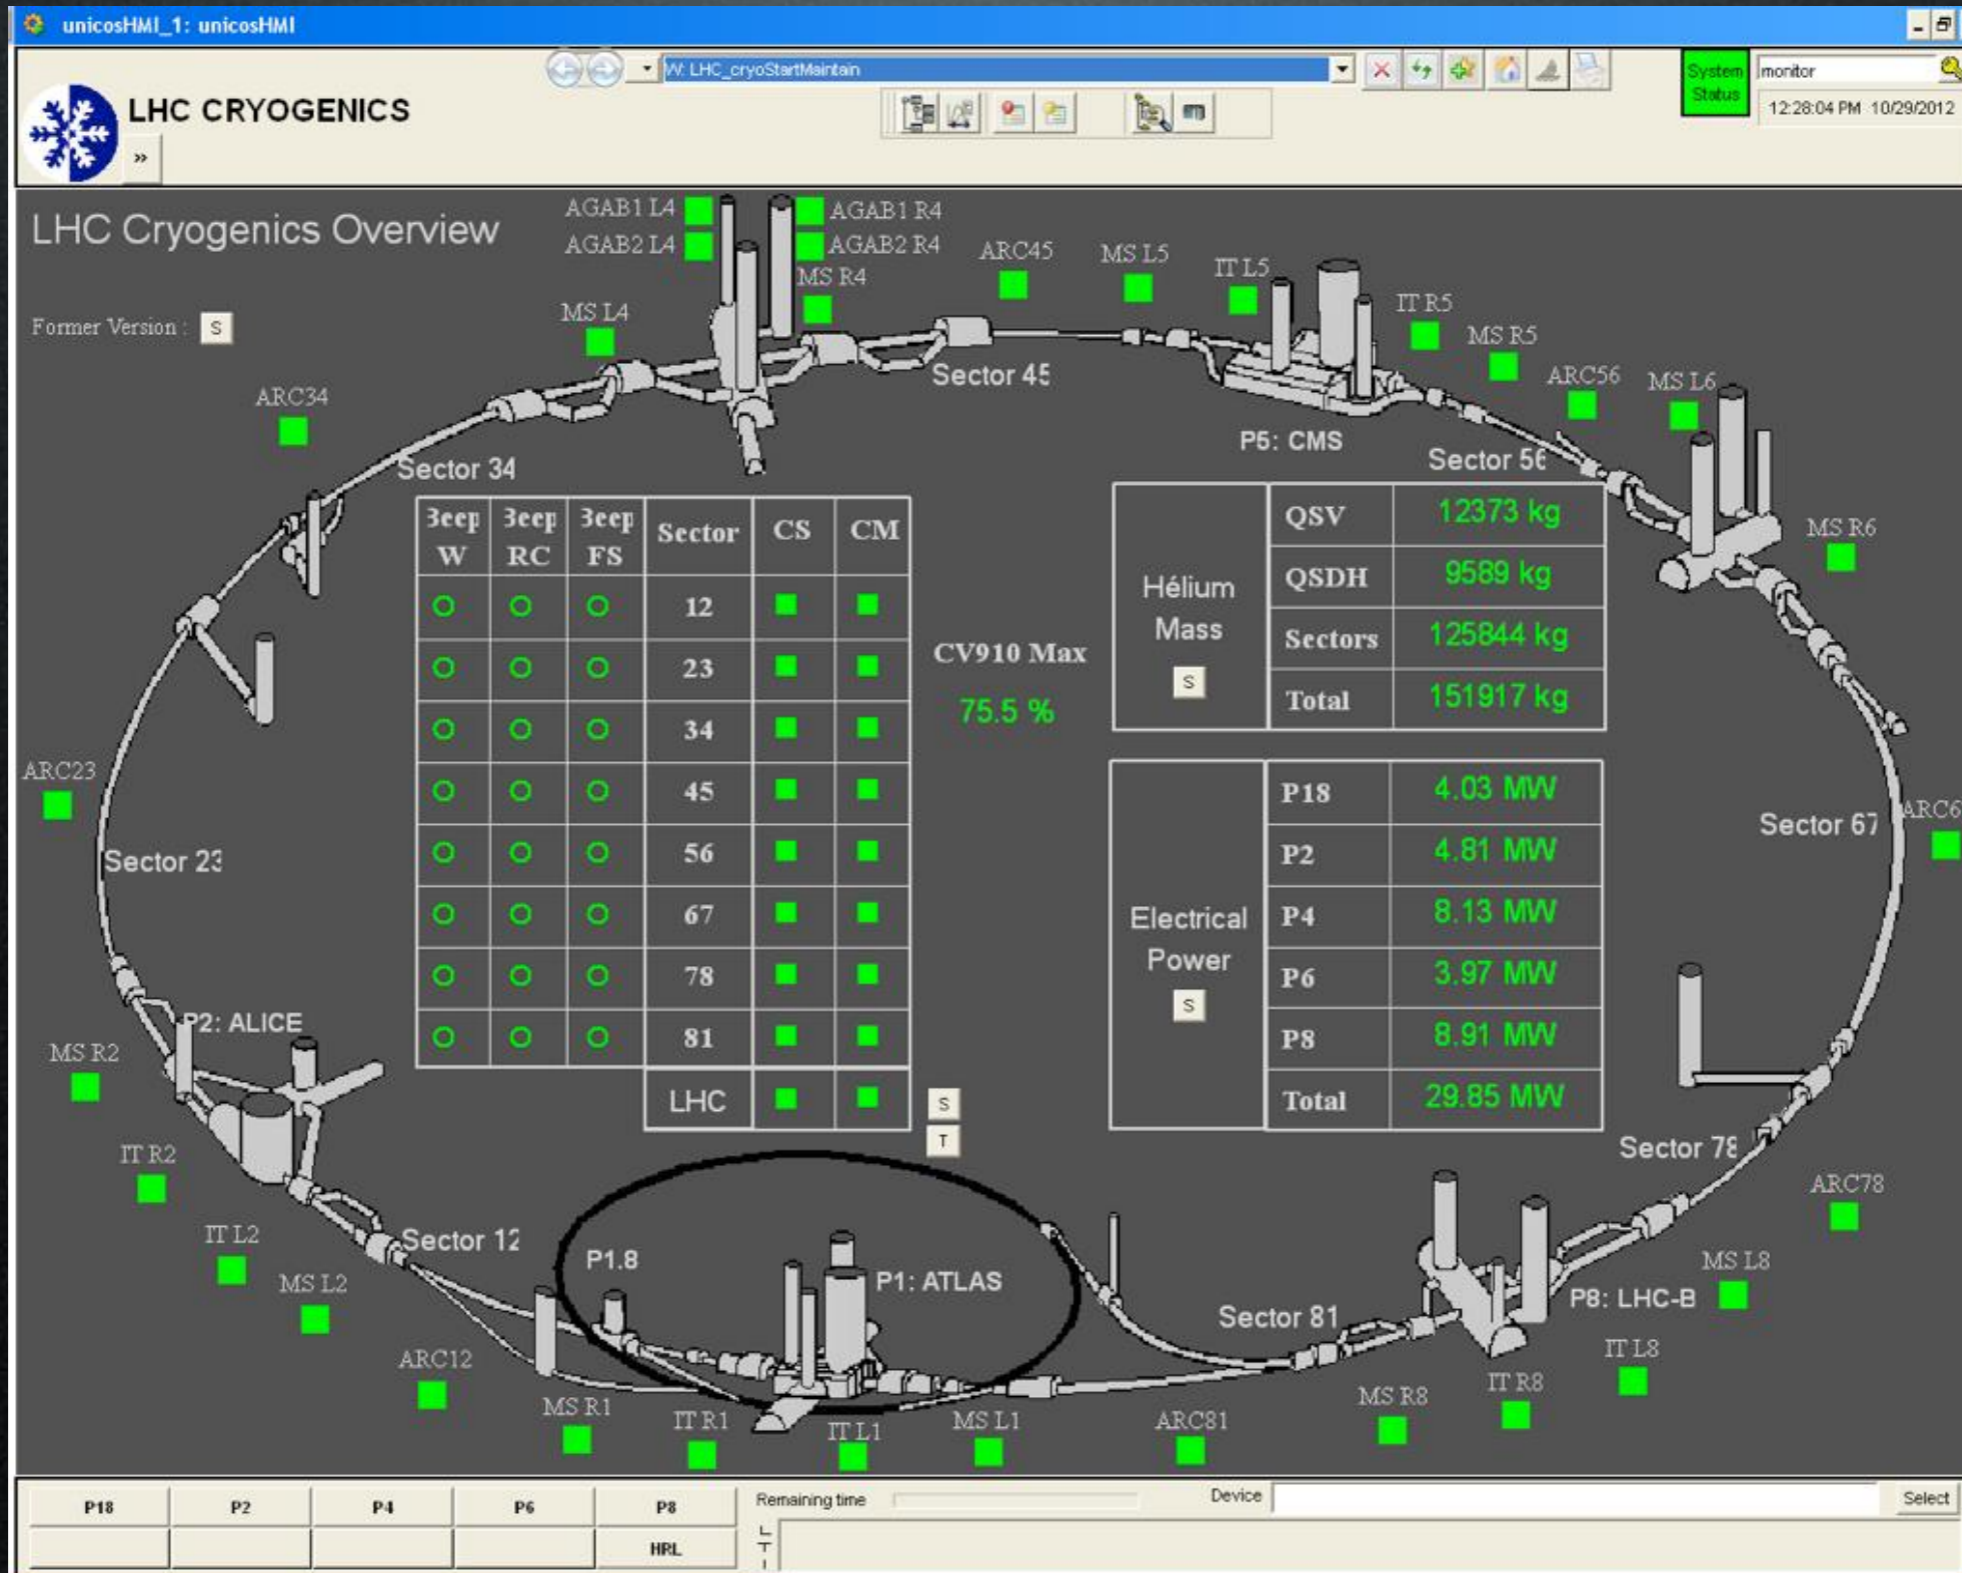 unicosHMI_1: unicosHMI
W: LHC_cryoStartMaintain
System Status
monitor
12:28:04 PM 10/29/2012
LHC CRYOGENICS
»
LHC Cryogenics Overview
Former Version : S
AGAB1 L4
AGAB1 R4
AGAB2 L4
AGAB2 R4
MS R4
MS L4
ARC45
MS L5
IT L5
IT R5
MS R5
ARC56
MS L6
ARC34
Sector 45
P5: CMS
Sector 56
Sector 34
MS R6
W RC FS Sector CS CM
12
23
34
45
56
67
78
81
LHC
S
T
CV910 Max
75.5 %
Hélium Mass
S
QSV 12373 kg
QSDH 9589 kg
Sectors 125844 kg
Total 151917 kg
Electrical Power
S
P18 4.03 MW
P2 4.81 MW
P4 8.13 MW
P6 3.97 MW
P8 8.91 MW
Total 29.85 MW
ARC23
Sector 23
Sector 67
ARC6
P2: ALICE
MS R2
IT R2
IT L2
MS L2
Sector 12
P1.8
P1: ATLAS
Sector 78
ARC78
MS L8
P8: LHC-B
Sector 81
IT L8
ARC12
MS R1
IT R1
IT L1
MS L1
ARC81
MS R8
IT R8
P18 P2 P4 P6 P8
HRL
Remaining time
Device
Select